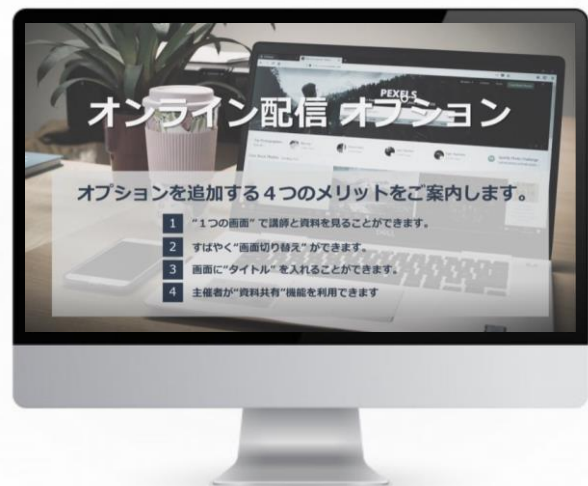 PEXELS
オンライン配信 オプション
オプションを追加する４つのメリットをご案内します。
1 “１つの画面” で講師と資料を見ることができます。
2 すばやく“画面切り替え” ができます。
3 画面に“タイトル” を入れることができます。
4 主催者が“資料共有”機能を利用できます